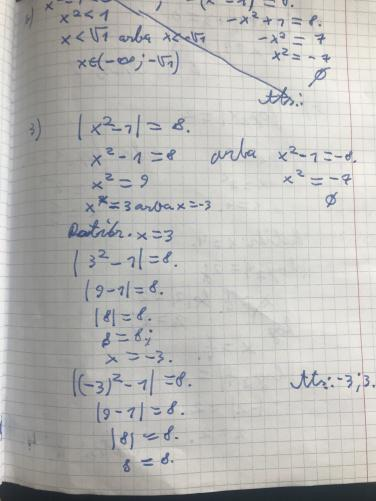 x² < 1
-x² + 1 = 8.
x < √1 arba x < -√1
-x² = 7
x ∈ (-∞; -√1)
x² = -7
∅
Ats.:
3) |x² - 1| = 8.
x² - 1 = 8 arba x² - 1 = -8.
x² = 9
x² = -7
x = 3 arba x = -3
∅
x = 3
|3² - 1| = 8.
|9 - 1| = 8.
|8| = 8.
8 = 8;
x = -3.
|(-3)² - 1| = 8. Ats.: -3; 3.
|9 - 1| = 8.
|8| = 8.
8 = 8.